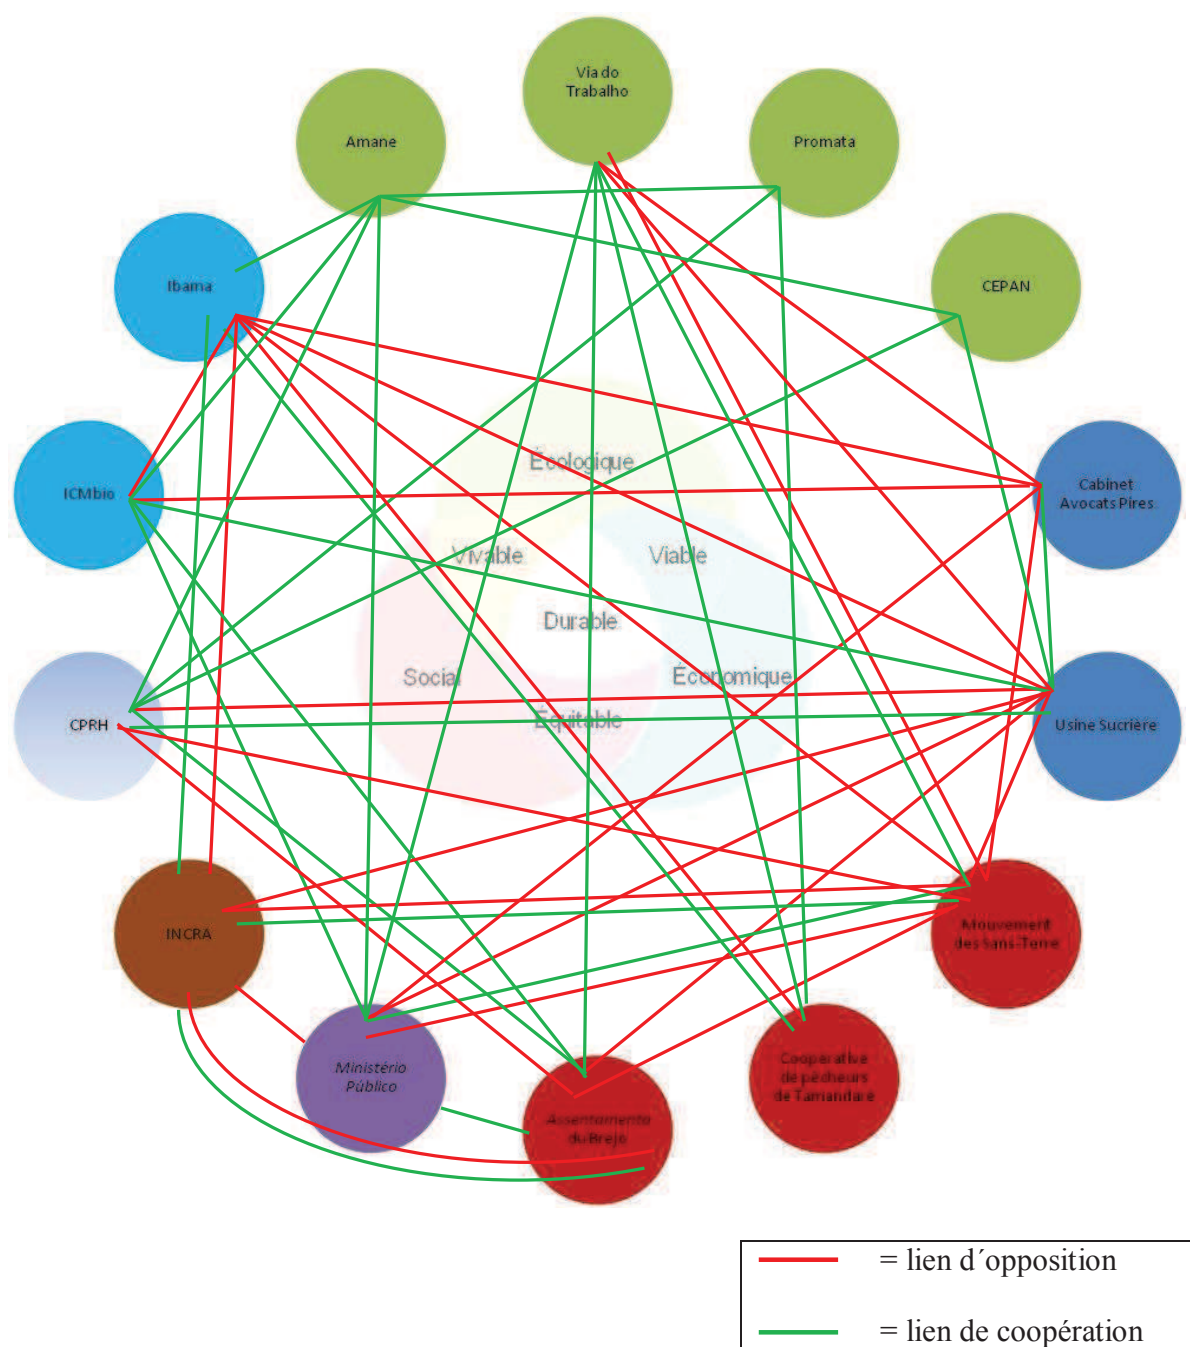 Via do
Trabalho
Amane
Promata
Ibama
CEPAN
Écologique
ICMbio
Cabinet
Avocats Pires
Vivable
Viable
Durable
Social
Économique
Équitable
CPRH
Usine Sucrière
INCRA
Mouvement
des Sans-Terre
Ministério
Público
Coopérative
de pêcheurs
de Tamandaré
Assentamento
du Brejo
= lien d´opposition
= lien de coopération